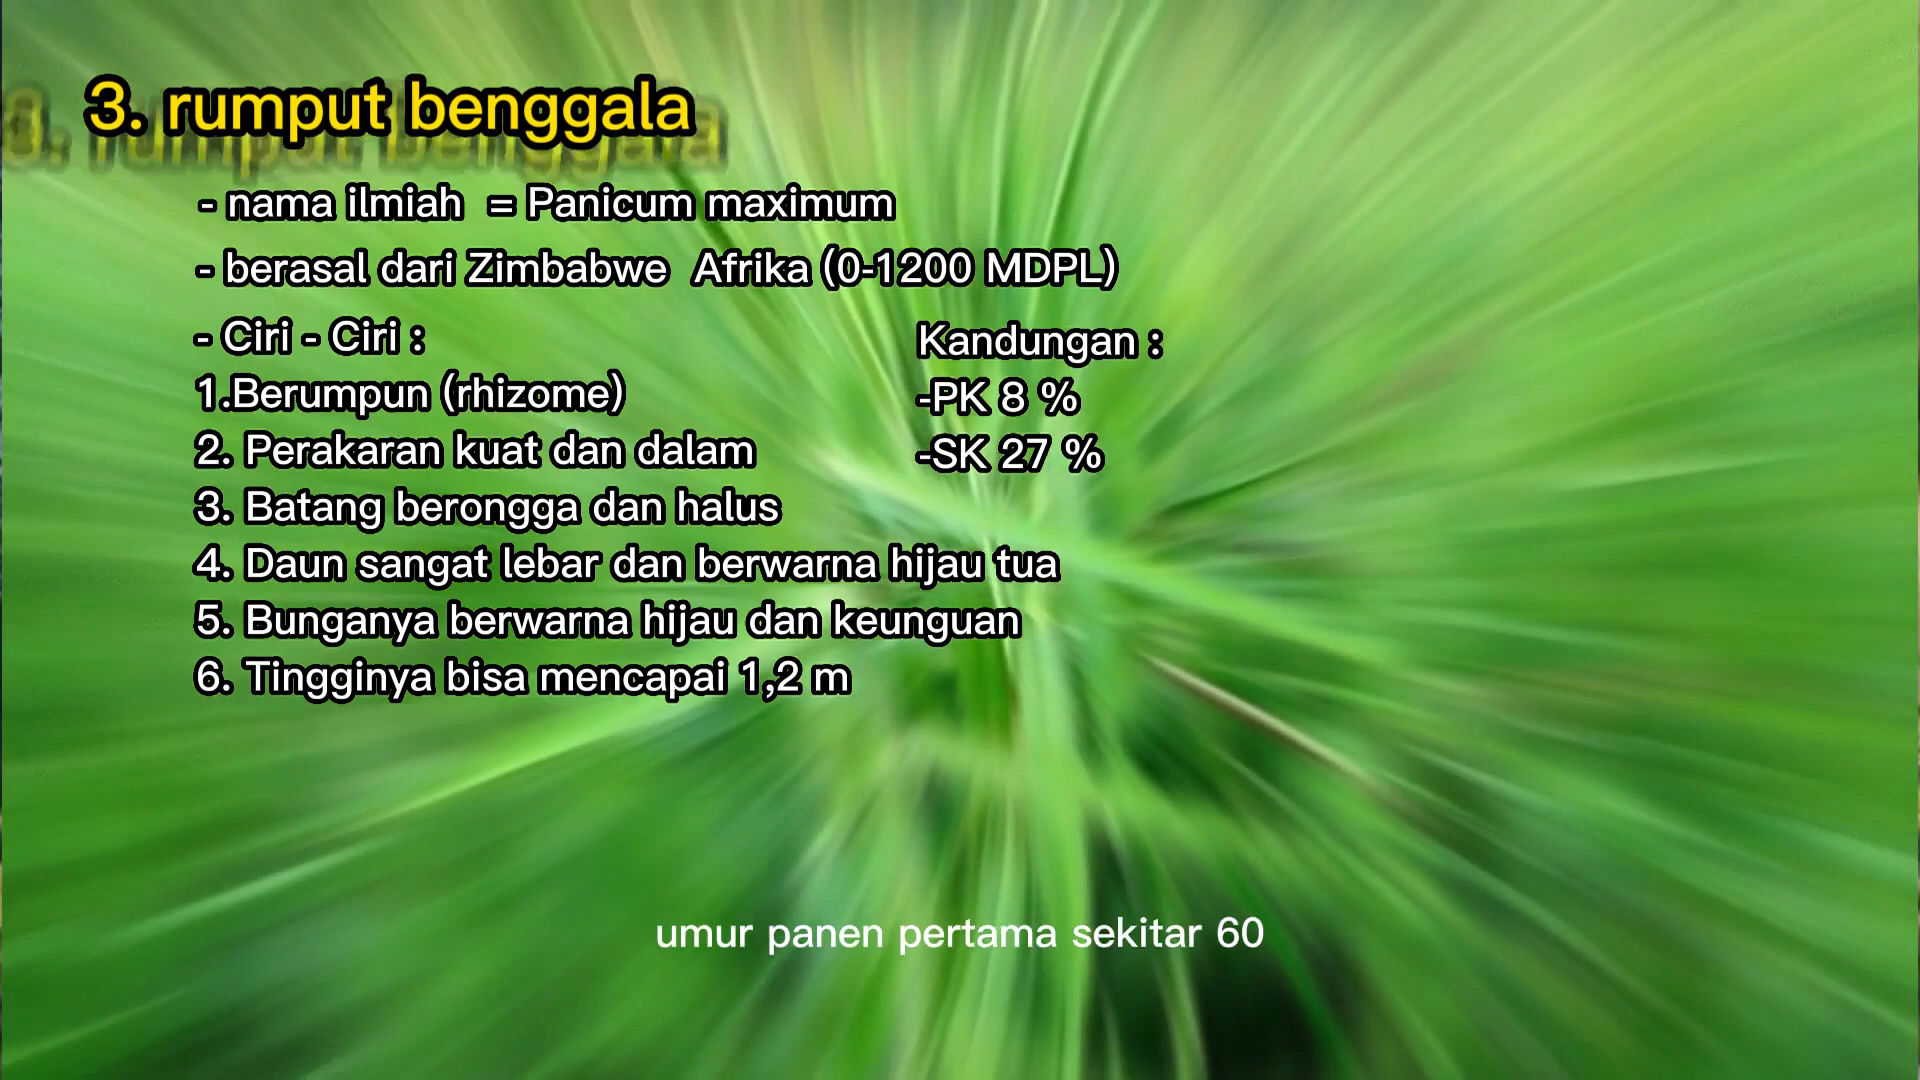 3. rumput benggala
- nama ilmiah = Panicum maximum
- berasal dari Zimbabwe Afrika (0-1200 MDPL)
- Ciri - Ciri :
1.Berumpun (rhizome)
2. Perakaran kuat dan dalam
3. Batang berongga dan halus
4. Daun sangat lebar dan berwarna hijau tua
5. Bunganya berwarna hijau dan keunguan
6. Tingginya bisa mencapai 1,2 m
Kandungan :
-PK 8 %
-SK 27 %
umur panen pertama sekitar 60